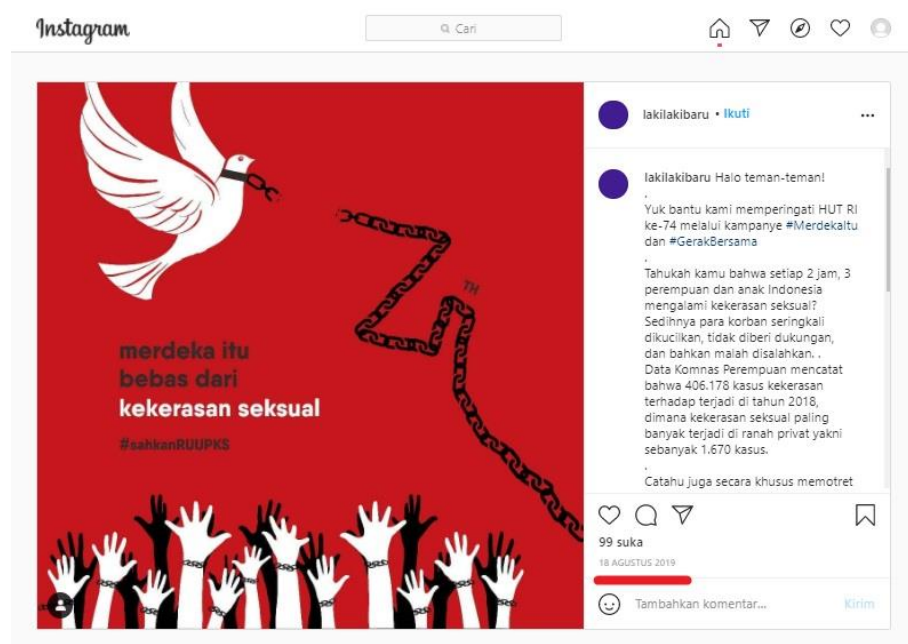 Instagram
Cari
merdeka itu
bebas dari
kekerasan seksual
#sahkanRUUPKS
TH
lakilakibaru • Ikuti
lakilakibaru Halo teman-teman!
.
Yuk bantu kami memperingati HUT RI
ke-74 melalui kampanye #MerdekaItu
dan #GerakBersama
.
Tahukah kamu bahwa setiap 2 jam, 3
perempuan dan anak Indonesia
mengalami kekerasan seksual?
Sedihnya para korban seringkali
dikucilkan, tidak diberi dukungan,
dan bahkan malah disalahkan. .
Data Komnas Perempuan mencatat
bahwa 406.178 kasus kekerasan
terhadap terjadi di tahun 2018,
dimana kekerasan seksual paling
banyak terjadi di ranah privat yakni
sebanyak 1.670 kasus.
.
Catahu juga secara khusus memotret
99 suka
18 AGUSTUS 2019
Tambahkan komentar...
Kirim